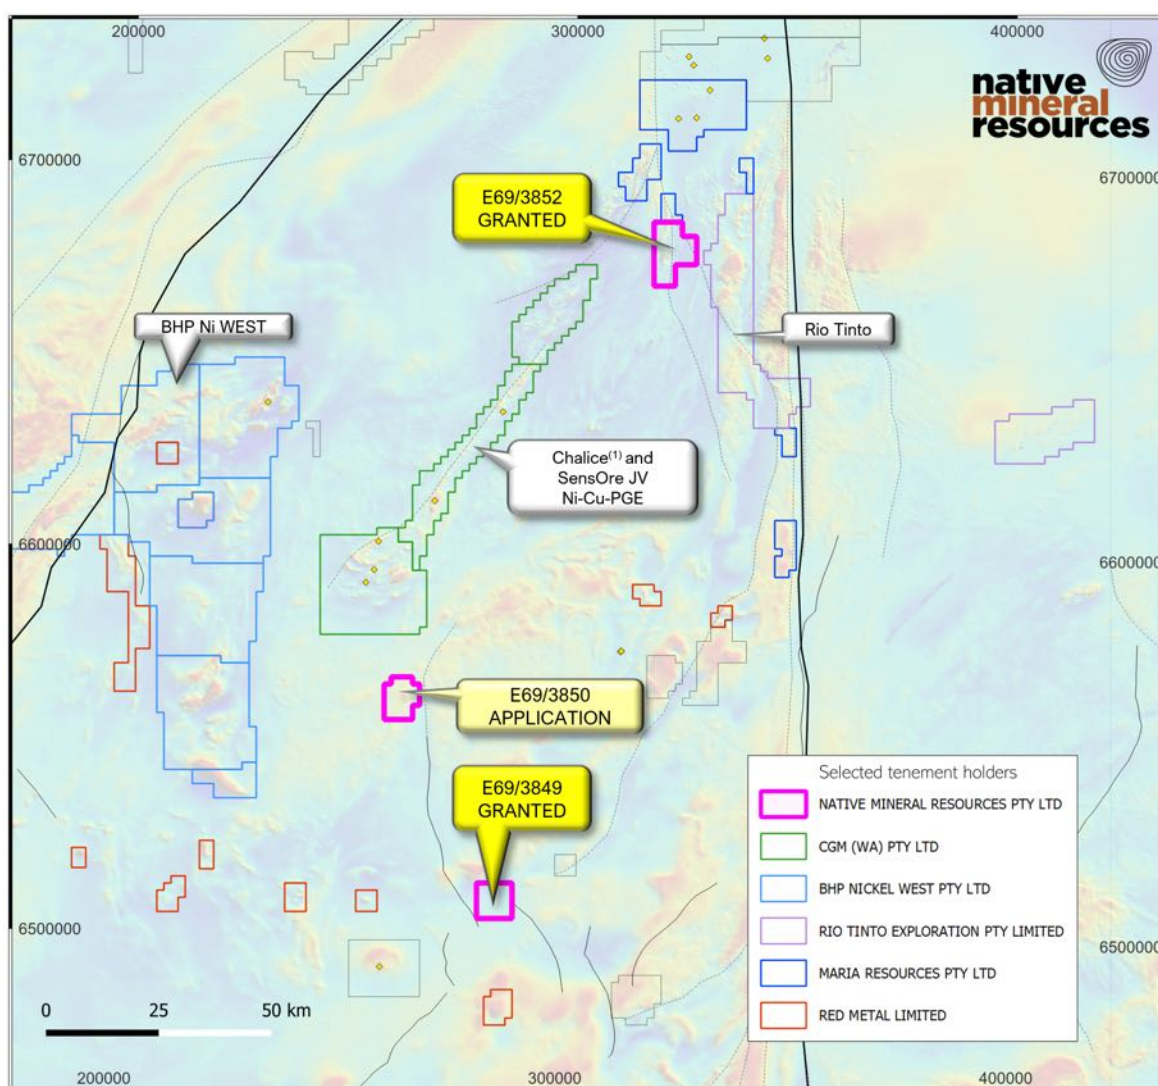 200000
300000
400000
native
mineral
resources
6700000
6700000
E69/3852
GRANTED
BHP Ni WEST
Rio Tinto
Chalice(1) and
SensOre JV
Ni-Cu-PGE
6600000
6600000
E69/3850
APPLICATION
E69/3849
GRANTED
Selected tenement holders
NATIVE MINERAL RESOURCES PTY LTD
CGM (WA) PTY LTD
BHP NICKEL WEST PTY LTD
RIO TINTO EXPLORATION PTY LIMITED
MARIA RESOURCES PTY LTD
RED METAL LIMITED
6500000
6500000
0 25 50 km
200000
300000
400000